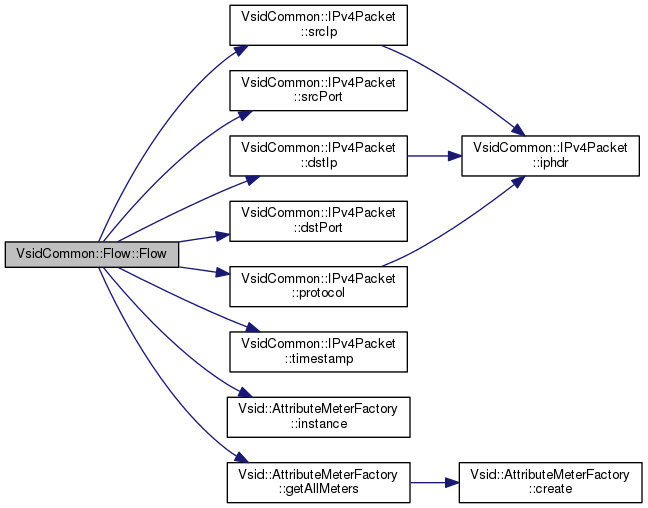 VsidCommon::IPv4Packet
::srcIp
VsidCommon::IPv4Packet
::srcPort
VsidCommon::IPv4Packet
::dstIp
VsidCommon::IPv4Packet
::iphdr
VsidCommon::IPv4Packet
::dstPort
VsidCommon::Flow::Flow
VsidCommon::IPv4Packet
::protocol
VsidCommon::IPv4Packet
::timestamp
Vsid::AttributeMeterFactory
::instance
Vsid::AttributeMeterFactory
::getAllMeters
Vsid::AttributeMeterFactory
::create